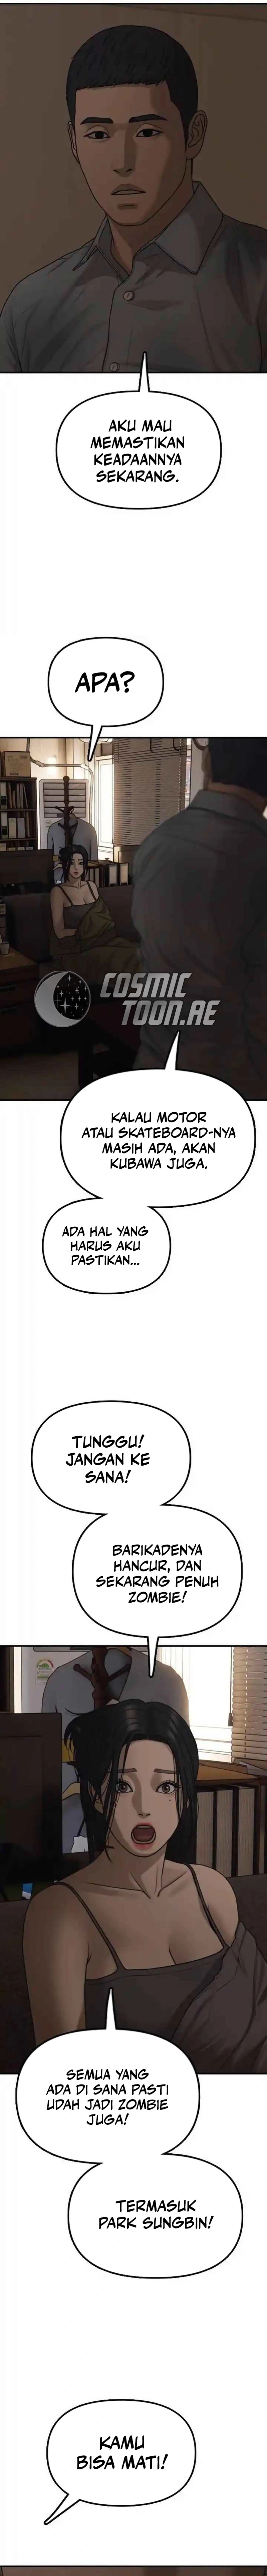 AKU MAU
MEMASTIKAN
KEADAANNYA
SEKARANG.
APA?
COSMIC
TOON.AE
KALAU MOTOR
ATAU SKATEBOARD-NYA
MASIH ADA, AKAN
KUBAWA JUGA.
ADA HAL YANG
HARUS AKU
PASTIKAN...
TUNGGU!
JANGAN KE
SANA!
BARIKADENYA
HANCUR, DAN
SEKARANG PENUH
ZOMBIE!
SEMUA YANG
ADA DI SANA PASTI
UDAH JADI ZOMBIE
JUGA!
TERMASUK
PARK SUNGBIN!
KAMU
BISA MATI!